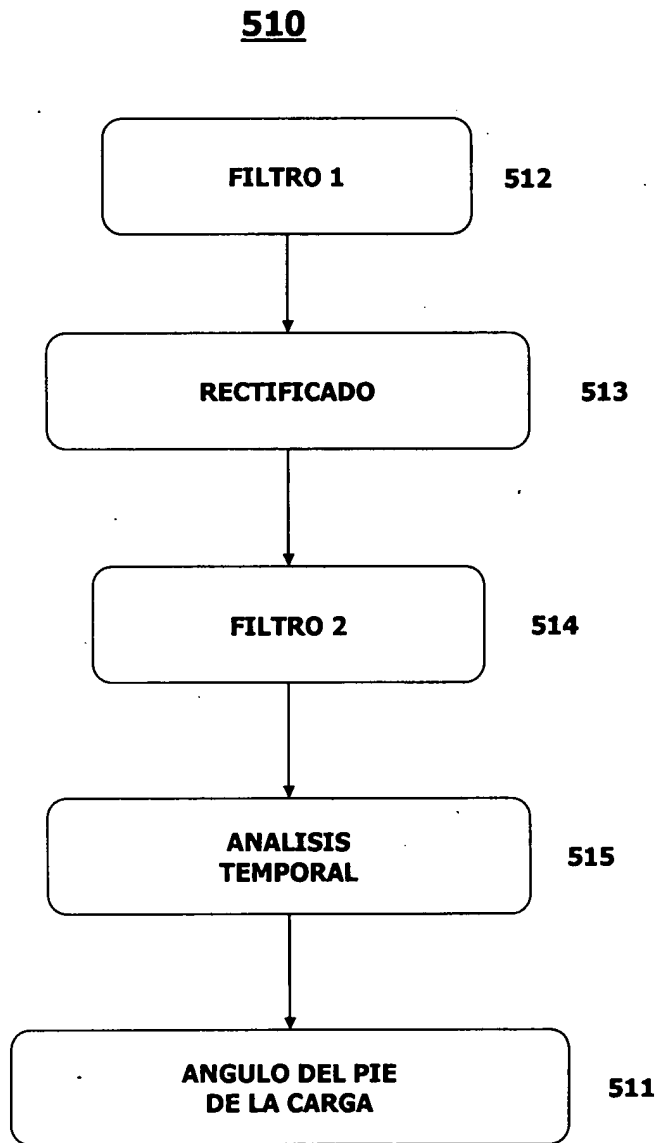 510
FILTRO 1
512
RECTIFICADO
513
FILTRO 2
514
ANALISIS
TEMPORAL
515
ANGULO DEL PIE
DE LA CARGA
511